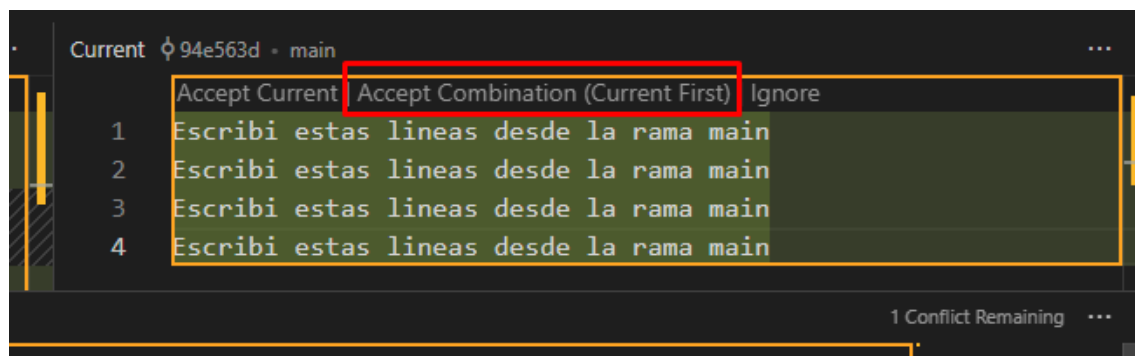 Current 94e563d • main ...
Accept Current | Accept Combination (Current First) | Ignore
1 Escribi estas lineas desde la rama main
2 Escribi estas lineas desde la rama main
3 Escribi estas lineas desde la rama main
4 Escribi estas lineas desde la rama main
1 Conflict Remaining ...